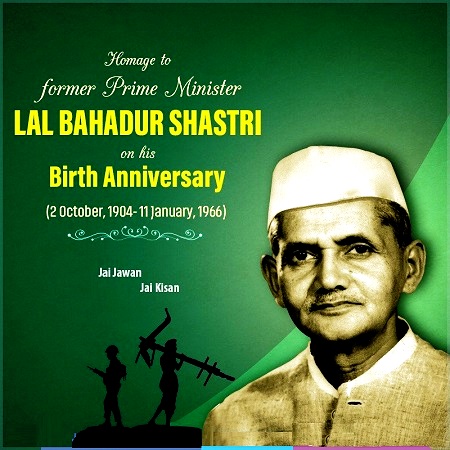 Homage to
former Prime Minister
LAL BAHADUR SHASTRI
on his
Birth Anniversary
(2 October, 1904- 11 January, 1966)
Jai Jawan
Jai Kisan